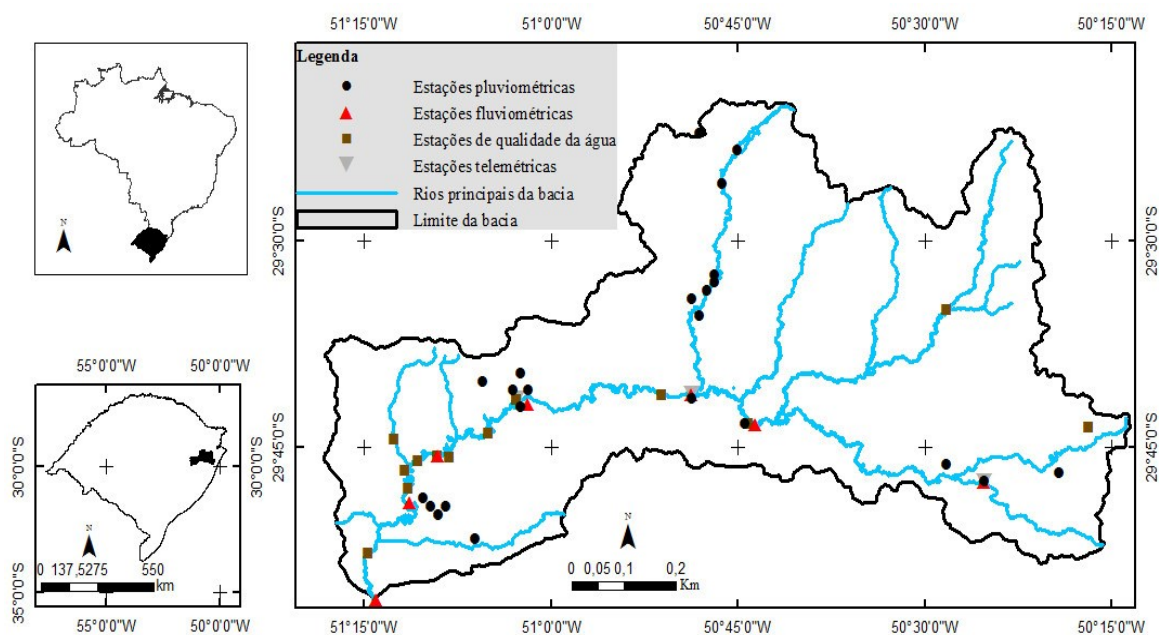 51°15'0"W 51°0'0"W 50°45'0"W 50°30'0"W 50°15'0"W
Legenda
Estações pluviométricas
Estações fluviométricas
Estações de qualidade da água
Estações telemétricas
Rios principais da bacia
Limite da bacia
N
29°30'0"S 29°30'0"S
29°45'0"S 29°45'0"S
55°0'0"W 50°0'0"W
30°0'0"S 30°0'0"S
N
N
0 137,5275 550
km
35°0'0"S
55°0'0"W 50°0'0"W
0 0,05 0,1 0,2
Km
51°15'0"W 51°0'0"W 50°45'0"W 50°30'0"W 50°15'0"W